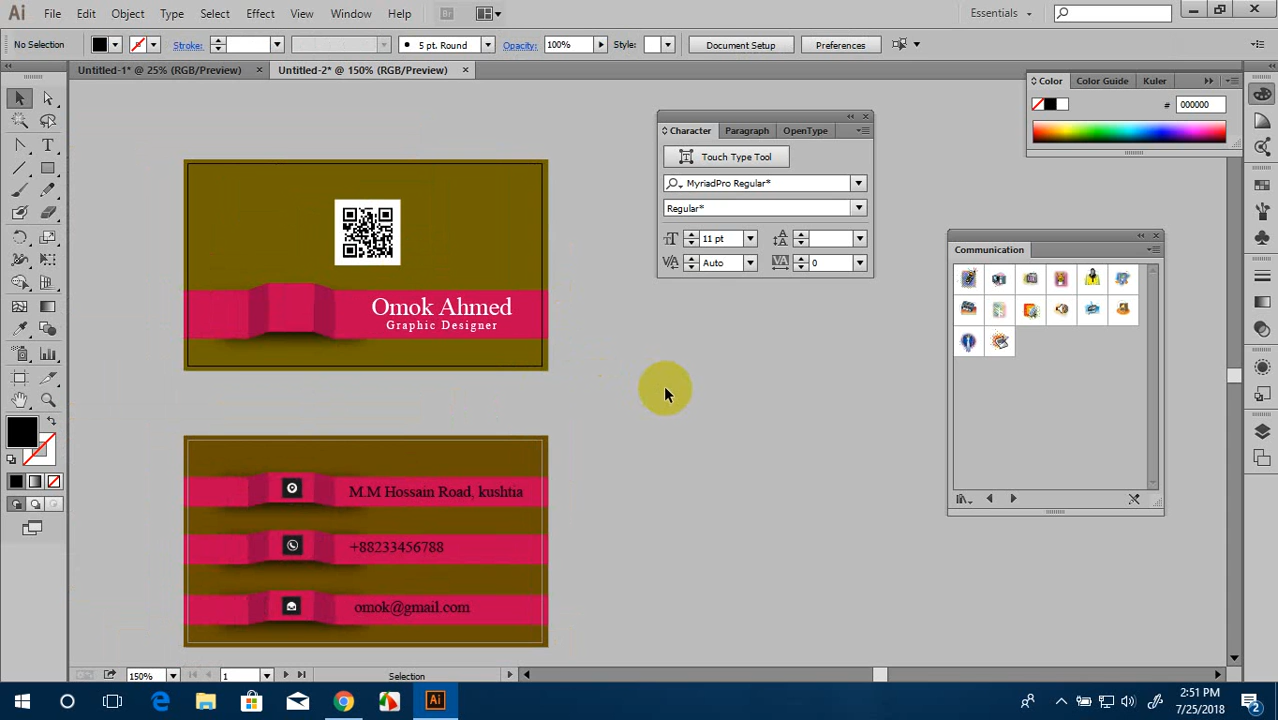 Ai File Edit Object Type Select Effect View Window Help Br Essentials
No Selection Stroke: 5 pt. Round Opacity: 100% Style: Document Setup Preferences
Untitled-1* @ 25% (RGB/Preview) × Untitled-2* @ 150% (RGB/Preview) ×
Color Color Guide Kuler
# 000000
Character Paragraph OpenType
Touch Type Tool
MyriadPro Regular*
Regular*
11 pt
Auto 0
Communication
Omok Ahmed
Graphic Designer
M.M Hossain Road, kushtia
+88233456788
omok@gmail.com
150% 1 Selection
2:51 PM
7/25/2018
2